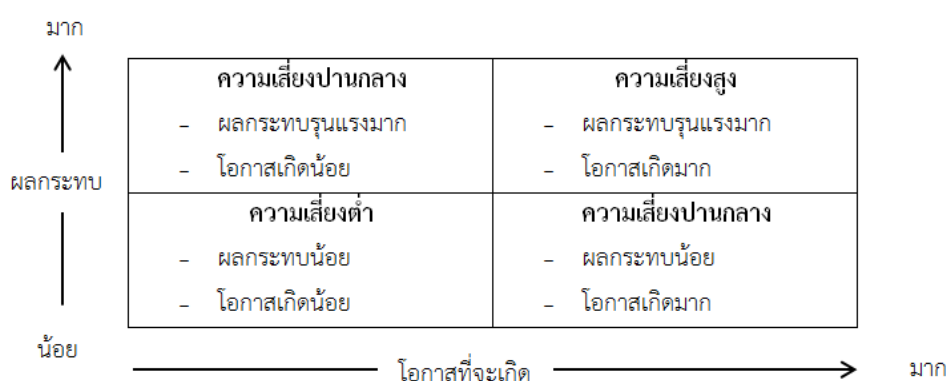 มาก
ความเสี่ยงปานกลาง
- ผลกระทบรุนแรงมาก
- โอกาสเกิดน้อย
ความเสี่ยงสูง
- ผลกระทบรุนแรงมาก
- โอกาสเกิดมาก
ผลกระทบ
ความเสี่ยงต่ำ
- ผลกระทบน้อย
- โอกาสเกิดน้อย
ความเสี่ยงปานกลาง
- ผลกระทบน้อย
- โอกาสเกิดมาก
น้อย
โอกาสที่จะเกิด
มาก